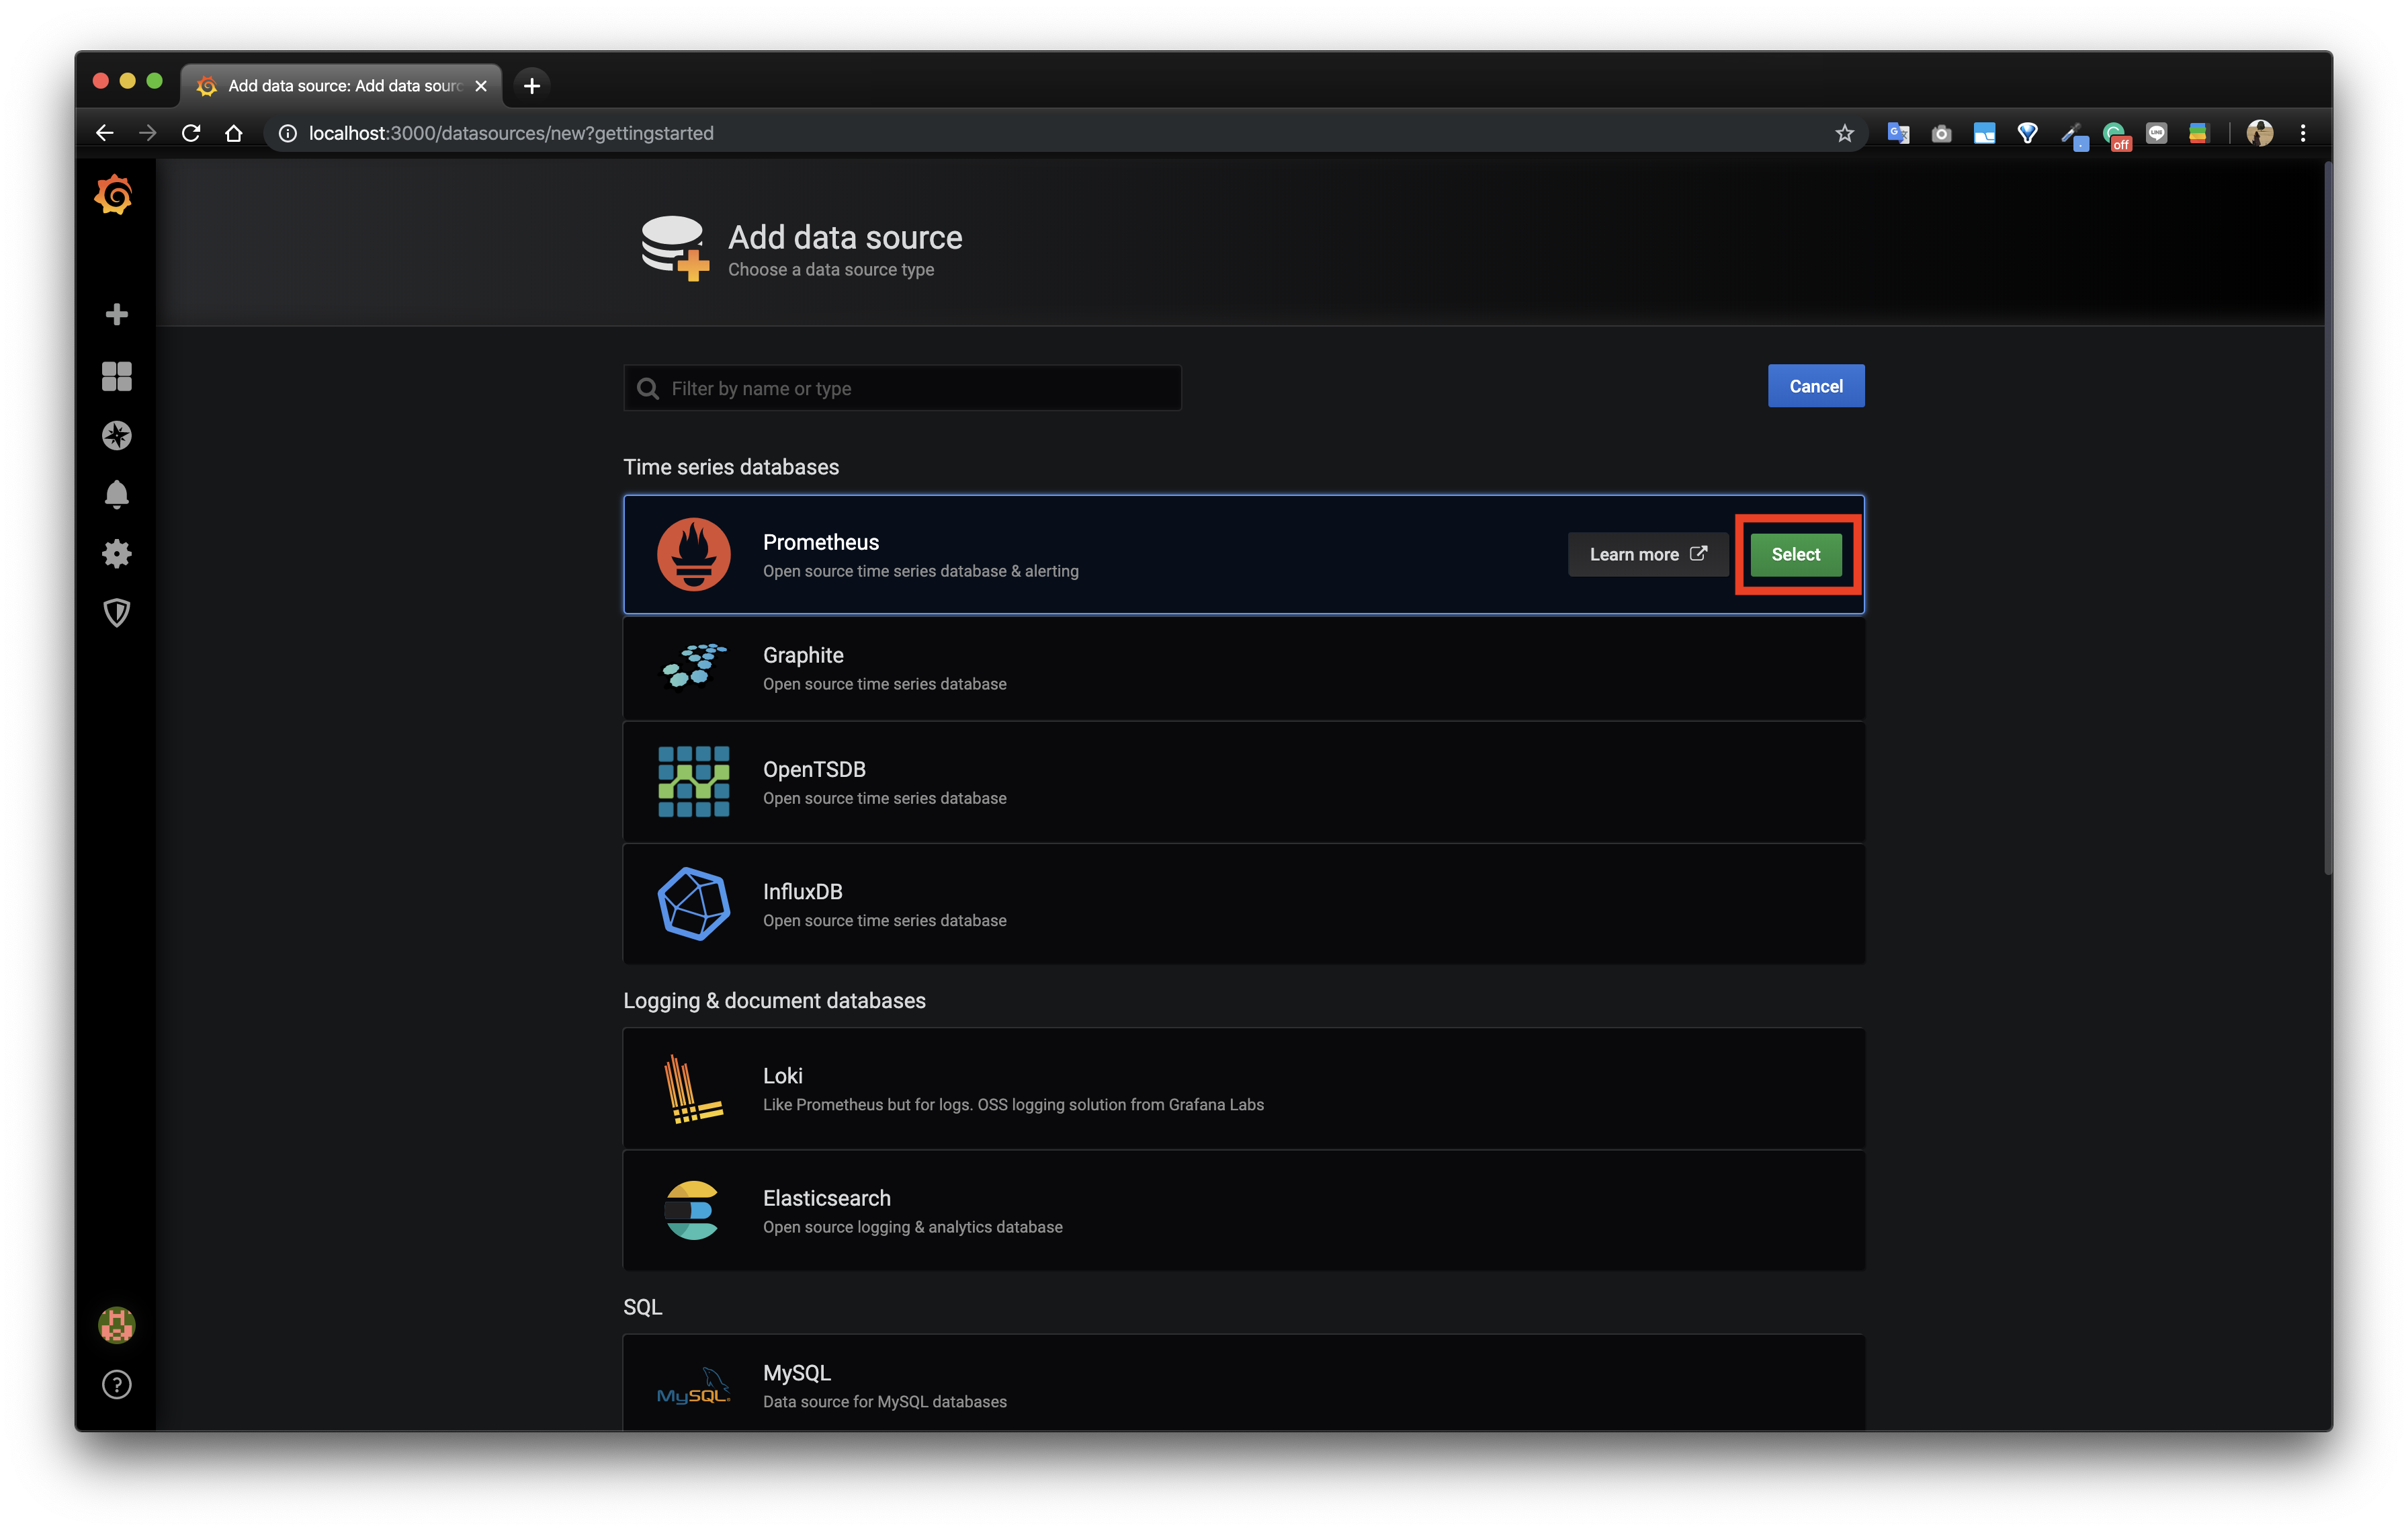 Add data source: Add data sourc
localhost:3000/datasources/new?gettingstarted
off
Add data source
Choose a data source type
Filter by name or type
Cancel
Time series databases
Prometheus
Open source time series database & alerting
Learn more
Select
Graphite
Open source time series database
OpenTSDB
Open source time series database
InfluxDB
Open source time series database
Logging & document databases
Loki
Like Prometheus but for logs. OSS logging solution from Grafana Labs
Elasticsearch
Open source logging & analytics database
SQL
MySQL
MySQL
Data source for MySQL databases